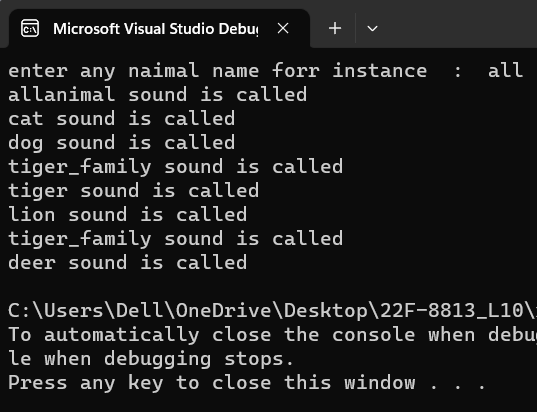 Microsoft Visual Studio Debu
enter any naimal name forr instance  :  all
allanimal sound is called
cat sound is called
dog sound is called
tiger_family sound is called
tiger sound is called
lion sound is called
tiger_family sound is called
deer sound is called
C:\Users\Dell\OneDrive\Desktop\22F-8813_L10\
To automatically close the console when debug
le when debugging stops.
Press any key to close this window . . .